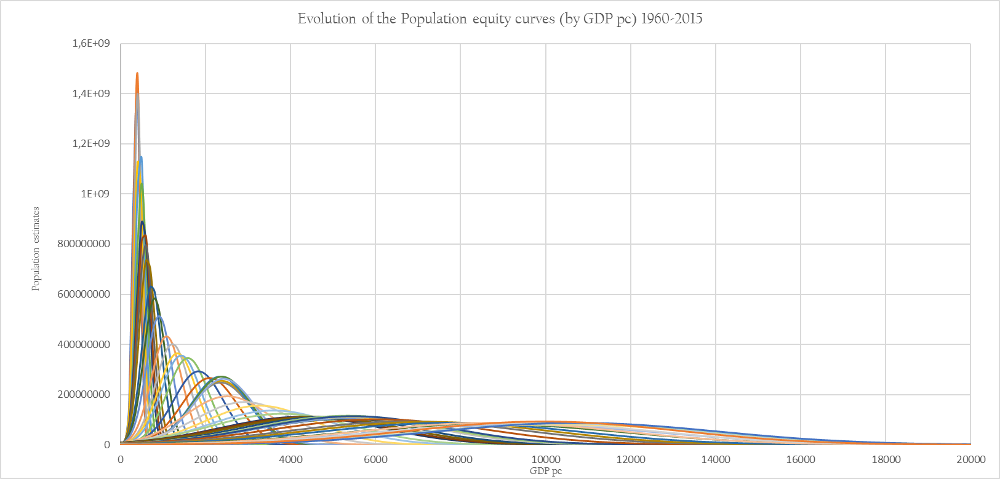 Evolution of the Population equity curves (by GDP pc) 1960-2015
1,6E+09
1,4E+09
1,2E+09
1E+09
800000000
600000000
400000000
200000000
0
Population estimates
0 2000 4000 6000 8000 10000 12000 14000 16000 18000 20000
GDP pc